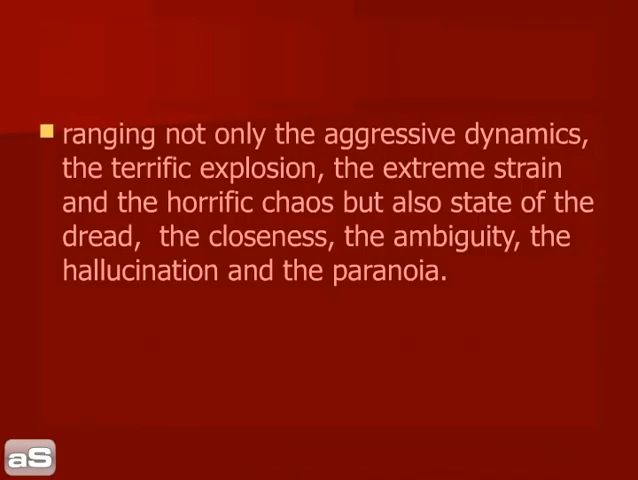 ranging not only the aggressive dynamics,
the terrific explosion, the extreme strain
and the horrific chaos but also state of the
dread,  the closeness, the ambiguity, the
hallucination and the paranoia.
aS